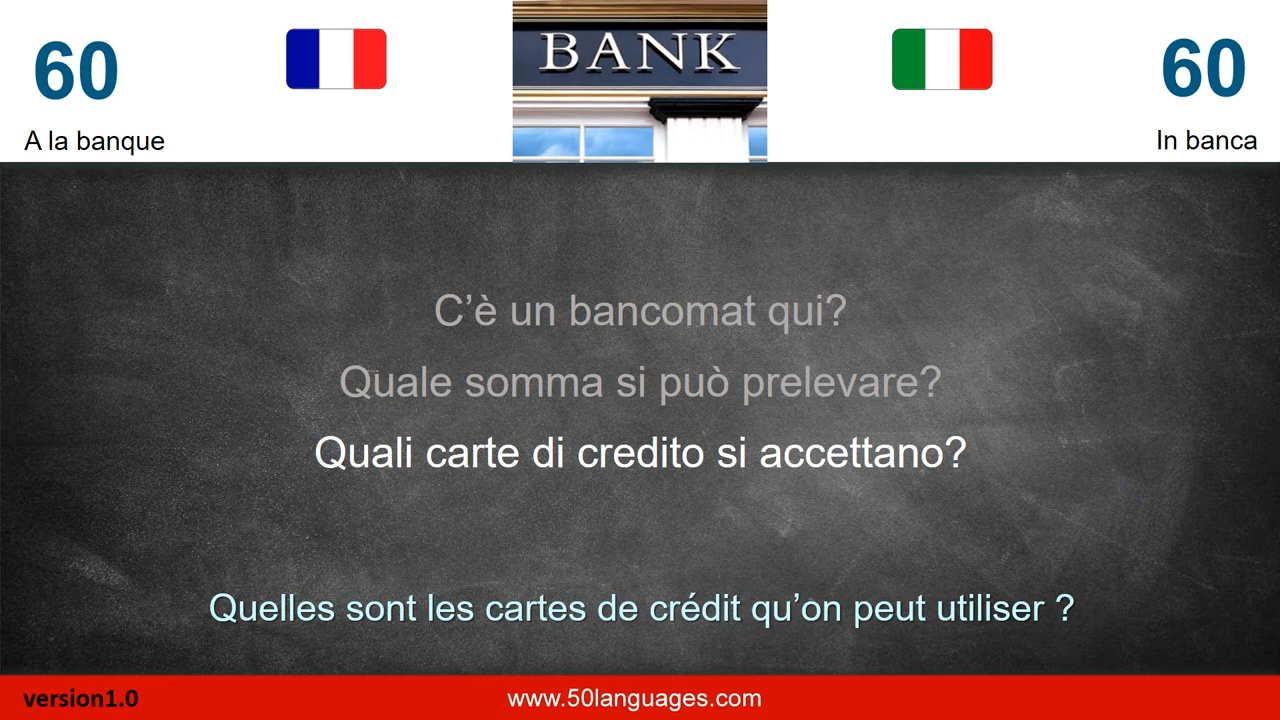 60
A la banque
BANK
60
In banca
C’è un bancomat qui?
Quale somma si può prelevare?
Quali carte di credito si accettano?
Quelles sont les cartes de crédit qu’on peut utiliser ?
version1.0
www.50languages.com